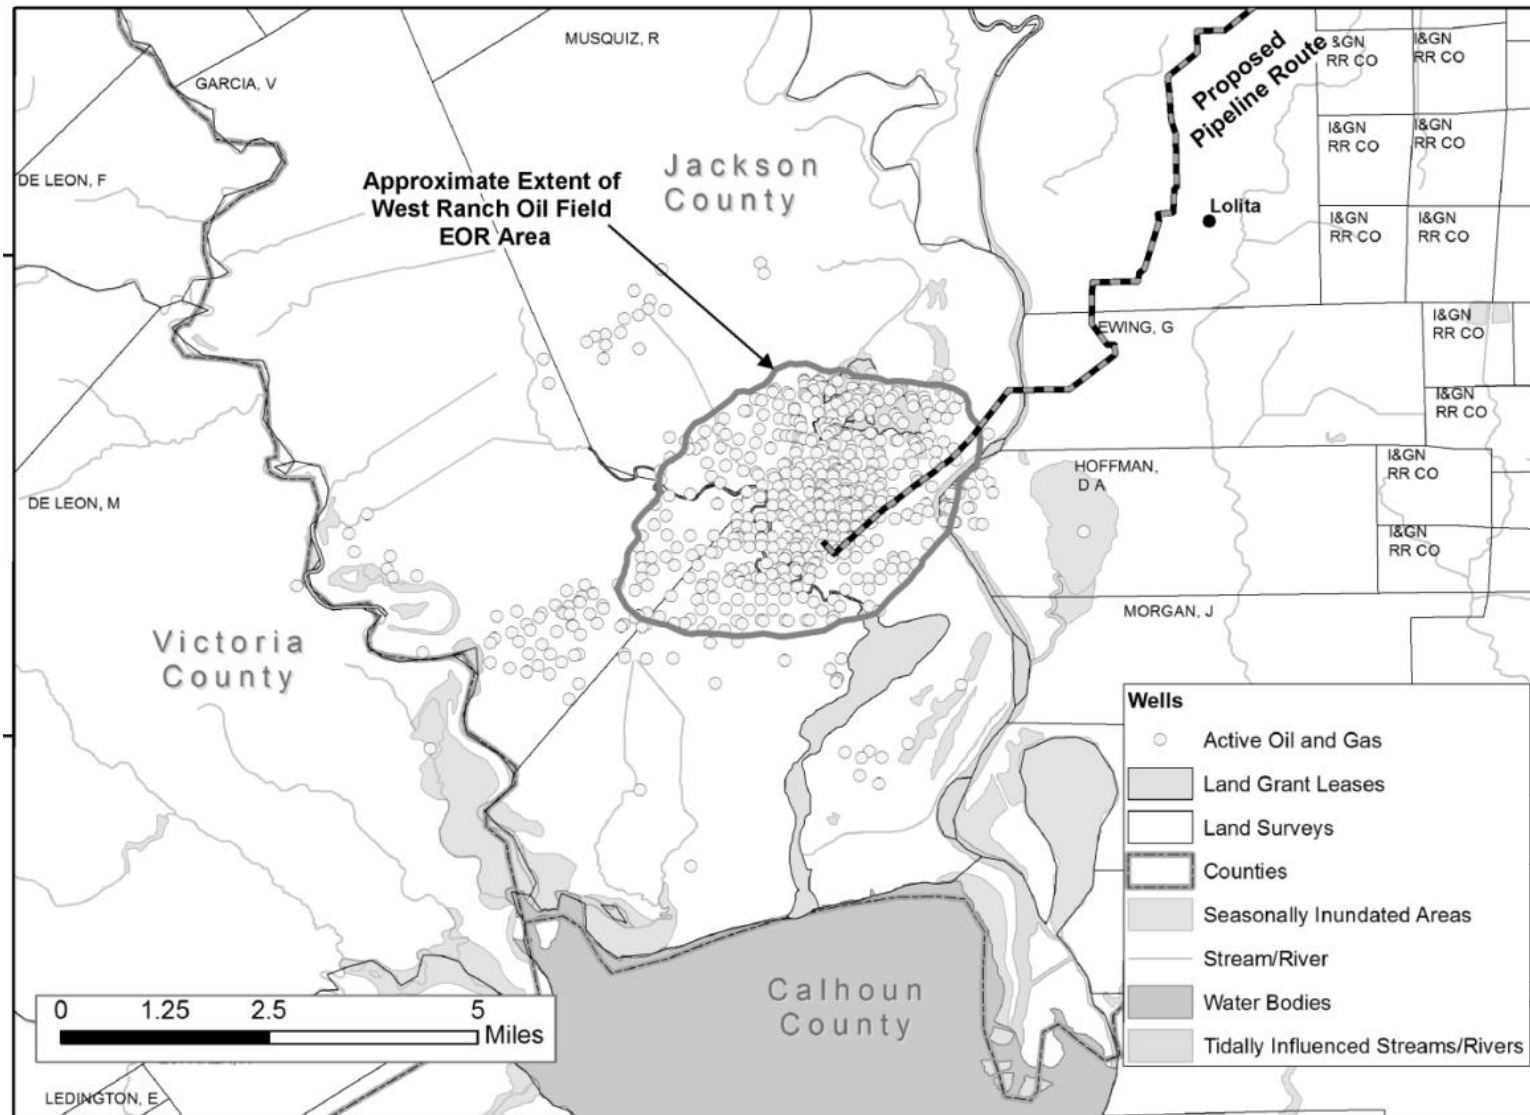 MUSQUIZ, R
GARCIA, V
DE LEON, F
Jackson
County
Approximate Extent of
West Ranch Oil Field
EOR Area
Proposed
Pipeline Route
Lolita
&GN
RR CO
I&GN
RR CO
I&GN
RR CO
I&GN
RR CO
I&GN
RR CO
I&GN
RR CO
EWING, G
I&GN
RR CO
I&GN
RR CO
HOFFMAN,
D A
I&GN
RR CO
I&GN
RR CO
DE LEON, M
MORGAN, J
Victoria
County
Wells
Active Oil and Gas
Land Grant Leases
Land Surveys
Counties
Seasonally Inundated Areas
Stream/River
Water Bodies
Tidally Influenced Streams/Rivers
Calhoun
County
0 1.25 2.5 5
Miles
LEDINGTON, E